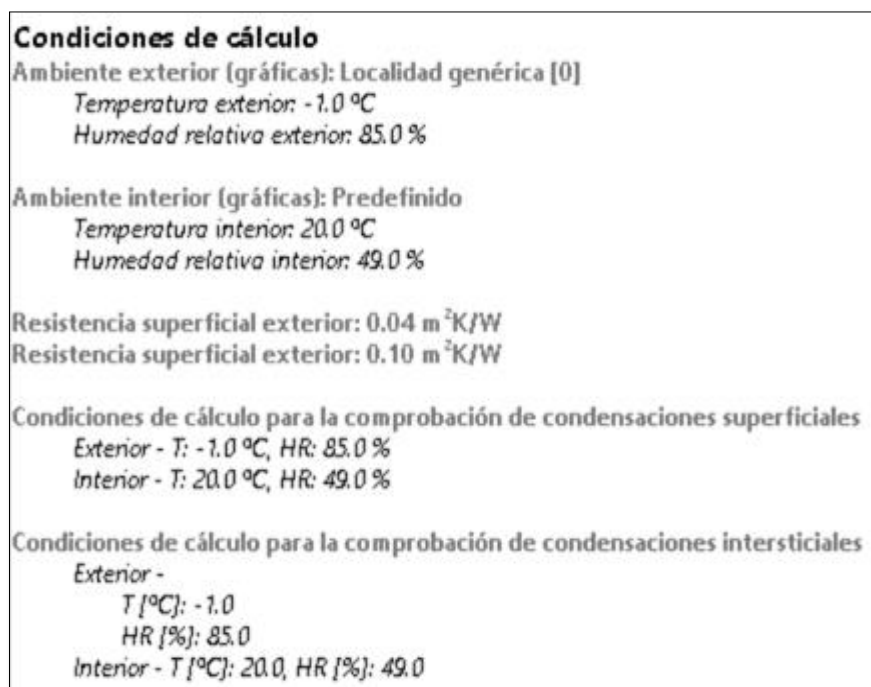 Condiciones de cálculo
Ambiente exterior (gráficas): Localidad genérica [0]
Temperatura exterior: -1.0 ºC
Humedad relativa exterior: 85.0 %
Ambiente interior (gráficas): Predefinido
Temperatura interior: 20.0 ºC
Humedad relativa interior: 49.0 %
Resistencia superficial exterior: 0.04 m²K/W
Resistencia superficial exterior: 0.10 m²K/W
Condiciones de cálculo para la comprobación de condensaciones superficiales
Exterior - T: -1.0 ºC, HR: 85.0 %
Interior - T: 20.0 ºC, HR: 49.0 %
Condiciones de cálculo para la comprobación de condensaciones intersticiales
Exterior -
T [ºC]: -1.0
HR [%]: 85.0
Interior - T [ºC]: 20.0, HR [%]: 49.0